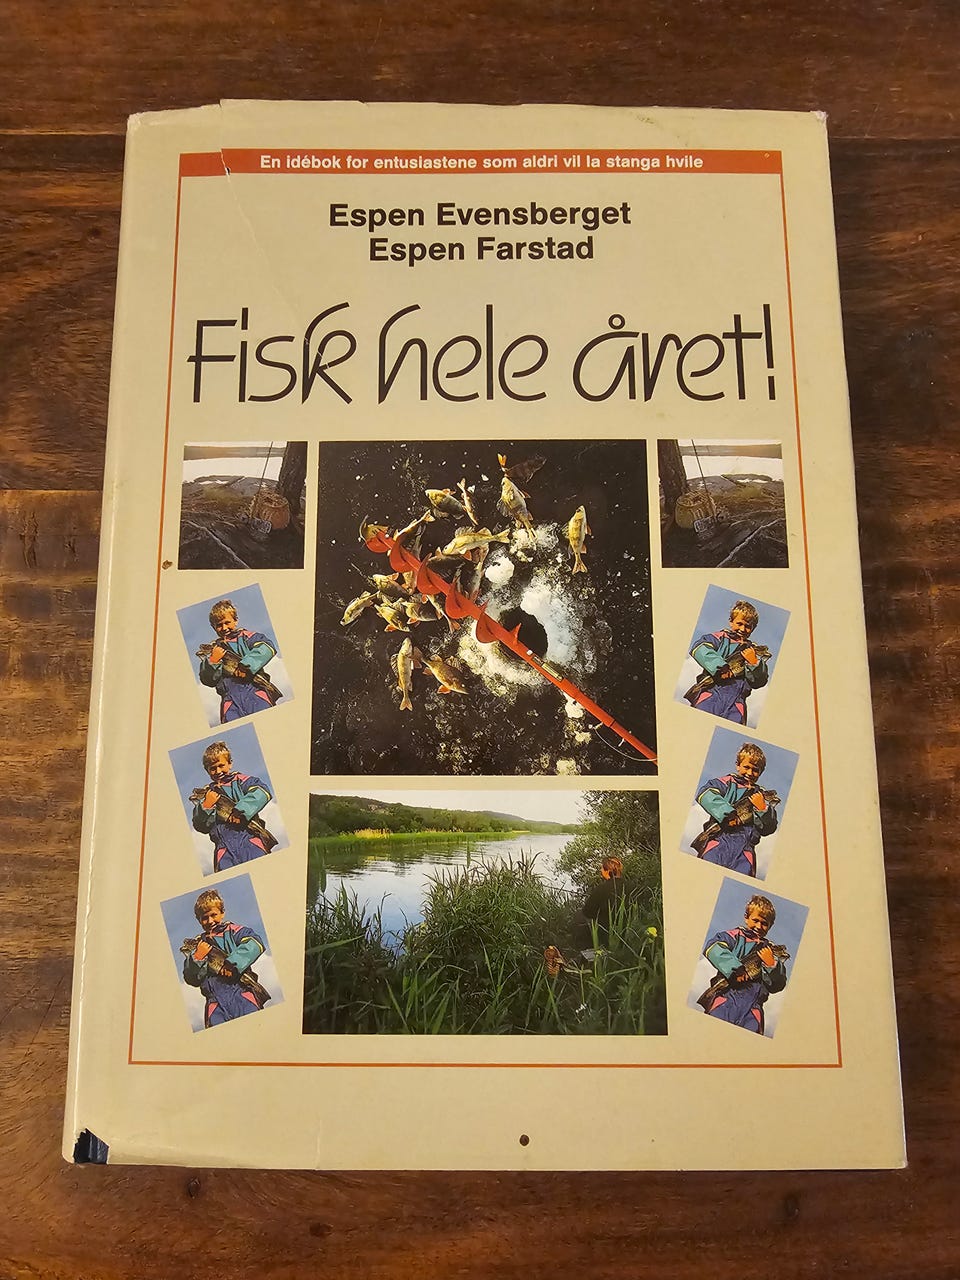 En idébok for entusiastene som aldri vil la stanga hvile
Espen Evensberget
Espen Farstad
Fisk hele året!